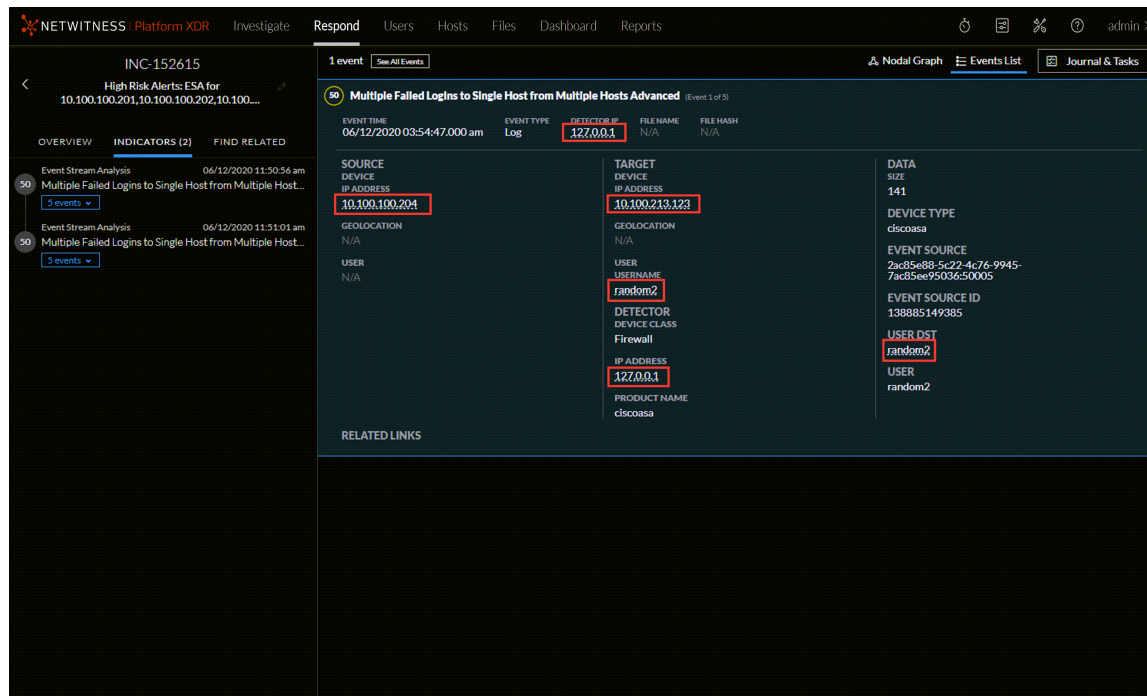 NETWITNESS Platform XDR Investigate Respond Users Hosts Files Dashboard Reports admin
INC-152615
High Risk Alerts: ESA for
10.100.100.201,10.100.100.202,10.100....
OVERVIEW INDICATORS (2) FIND RELATED
Event Stream Analysis 06/12/2020 11:50:56 am
50 Multiple Failed Logins to Single Host from Multiple Host...
5 events
Event Stream Analysis 06/12/2020 11:51:01 am
50 Multiple Failed Logins to Single Host from Multiple Host...
5 events
1 event See All Events
Nodal Graph Events List Journal & Tasks
50 Multiple Failed Logins to Single Host from Multiple Hosts Advanced (Event 1 of 5)
EVENT TIME EVENT TYPE DETECTOR IP FILE NAME FILE HASH
06/12/2020 03:54:47.000 am Log 127.0.0.1 N/A N/A
SOURCE
DEVICE
IP ADDRESS
10.100.100.204
GEOLOCATION
N/A
USER
N/A
TARGET
DEVICE
IP ADDRESS
10.100.213.123
GEOLOCATION
N/A
USER
USERNAME
random2
DETECTOR
DEVICE CLASS
Firewall
IP ADDRESS
127.0.0.1
PRODUCT NAME
ciscoasa
DATA
SIZE
141
DEVICE TYPE
ciscoasa
EVENT SOURCE
2ac85e88-5c22-4c76-9945-
7ac85ee95036:50005
EVENT SOURCE ID
138885149385
USER DST
random2
USER
random2
RELATED LINKS